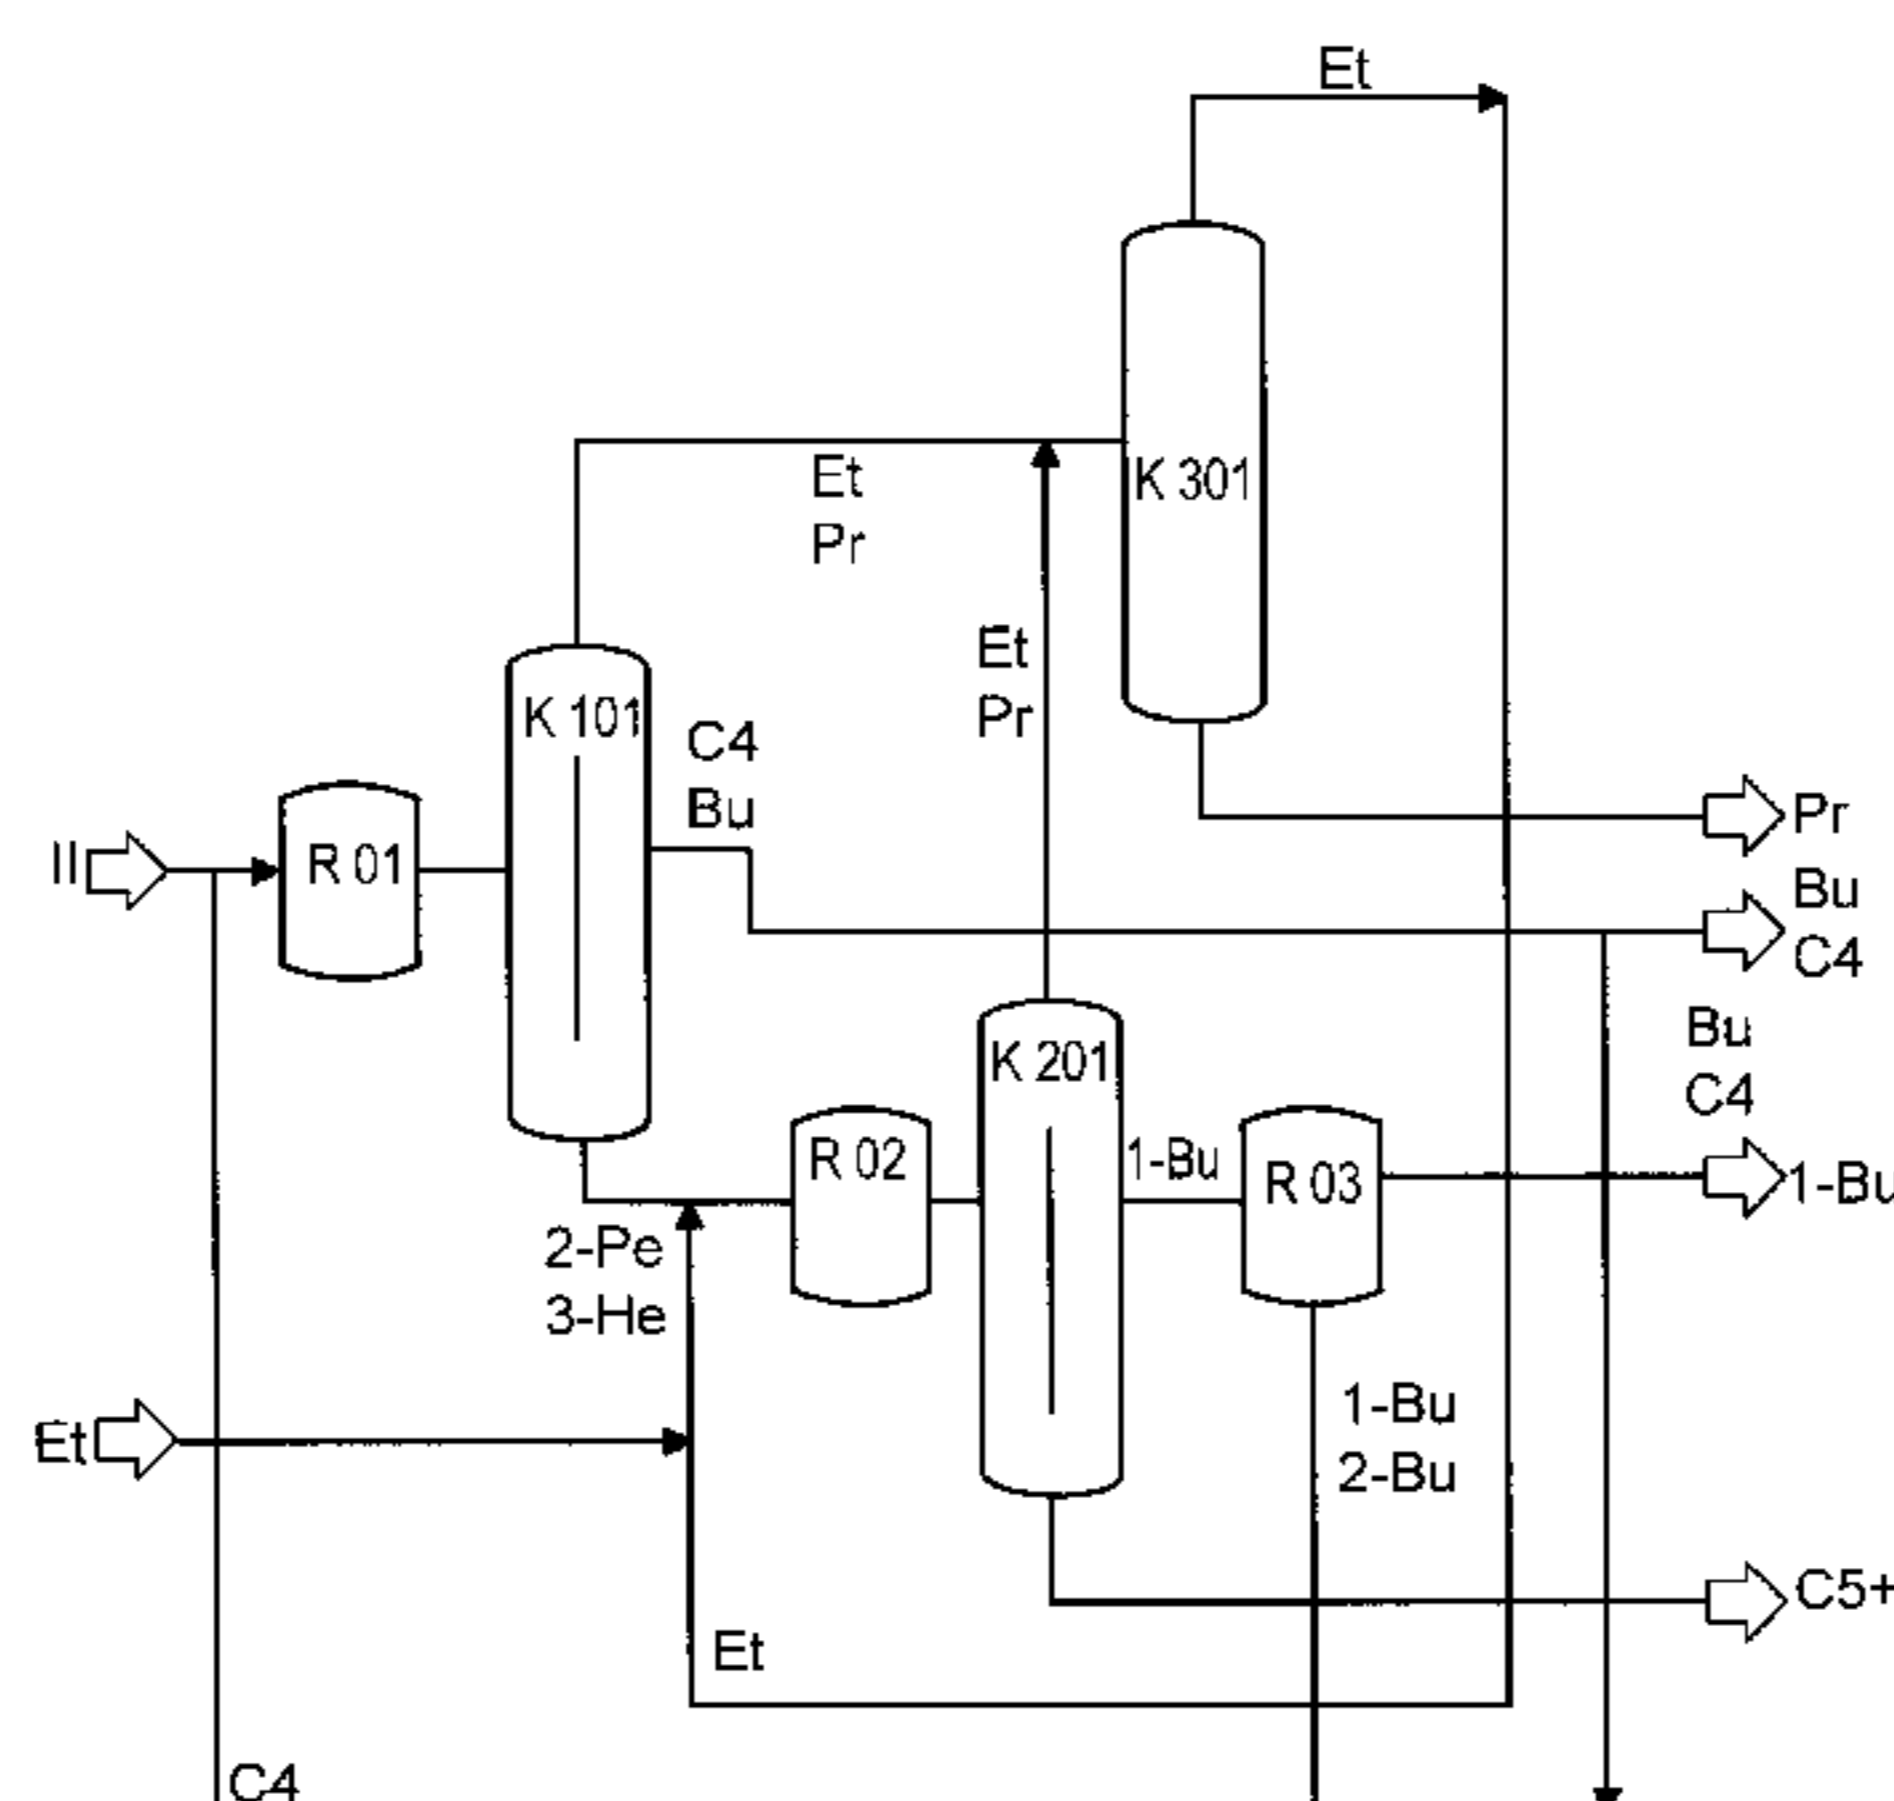 Et
K 301
Et
Pr
Et
Pr
K 101
C4
Bu
Pr
II
R 01
Bu
C4
K 201
Bu
C4
R 02
1-Bu
R 03
1-Bu
2-Pe
3-He
1-Bu
2-Bu
Et
C5+
Et
C4